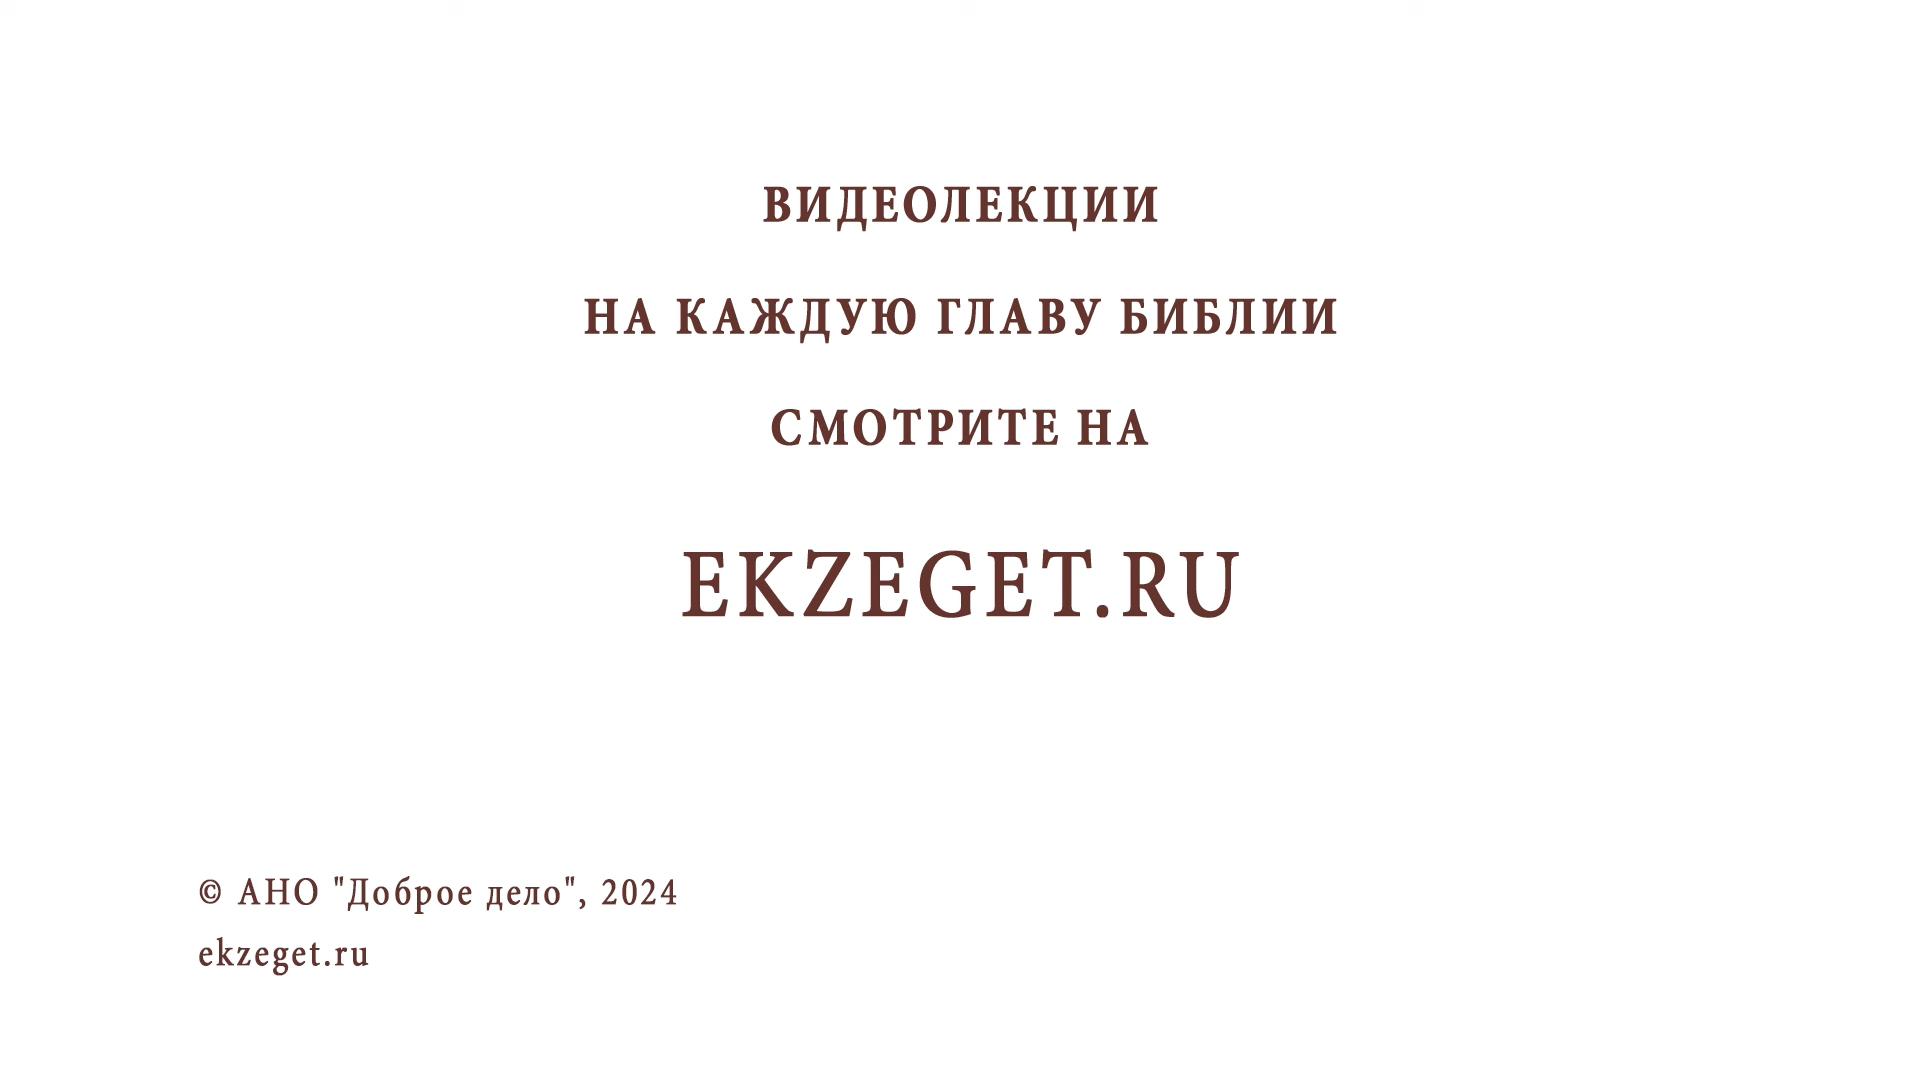 ВИДЕОЛЕКЦИИ
НА КАЖДУЮ ГЛАВУ БИБЛИИ
СМОТРИТЕ НА
EKZEGET.RU
© АНО "Доброе дело", 2024
ekzeget.ru